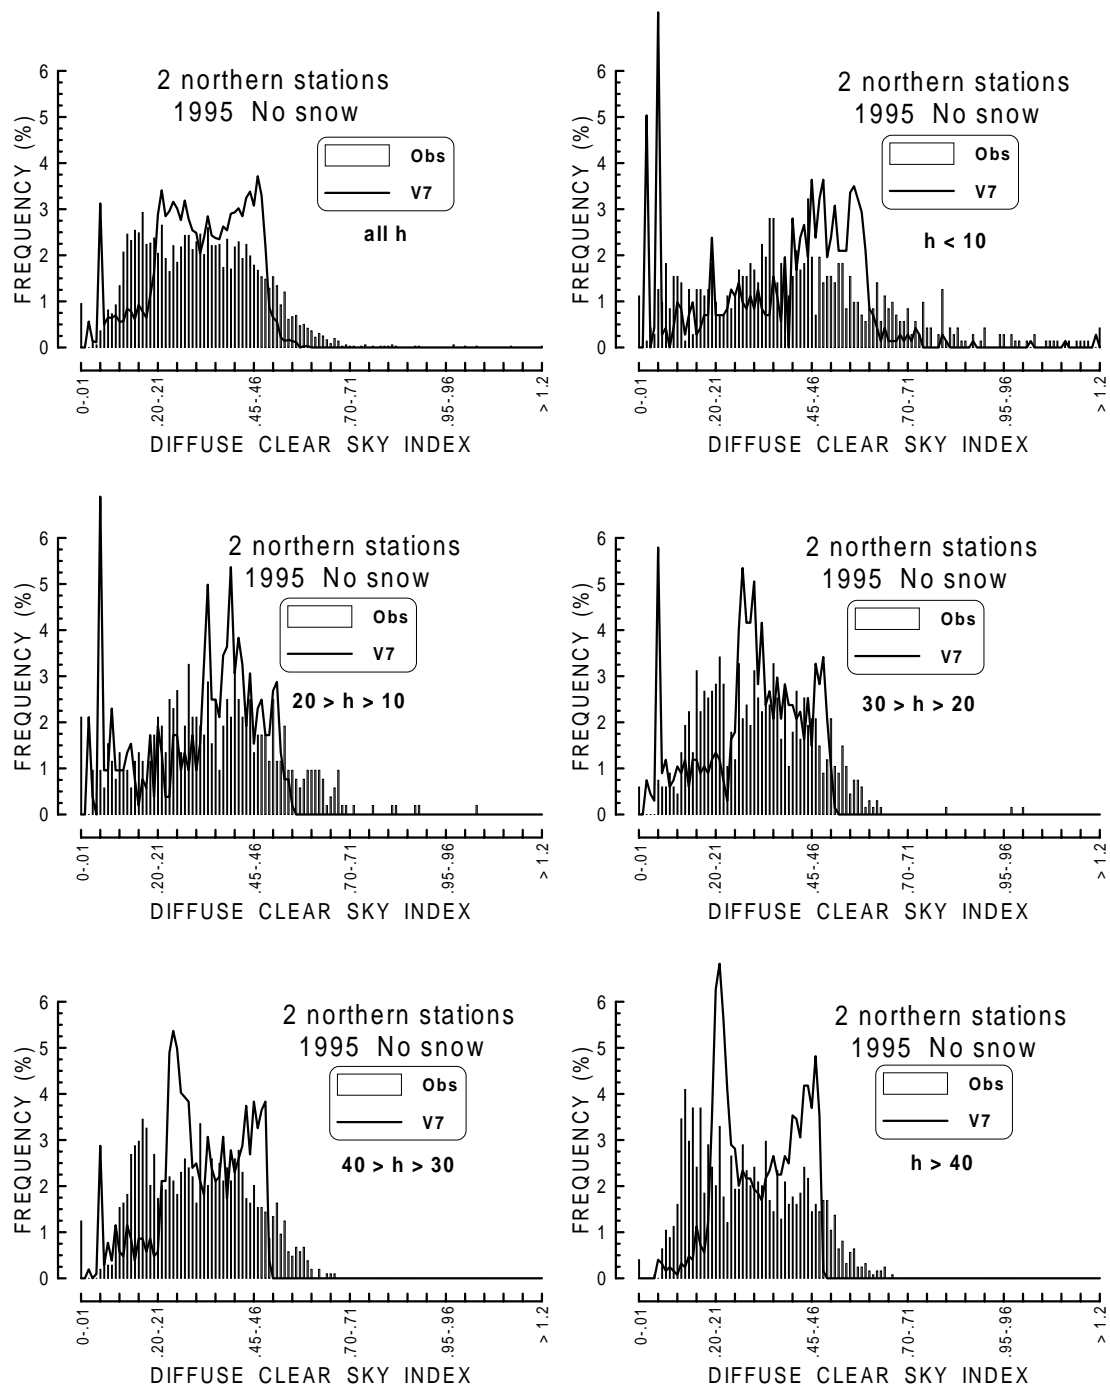 2 northern stations
1995 No snow
Obs
V7
all h
FREQUENCY (%)
6
5
4
3
2
1
0
0-.01
.20-.21
.45-.46
.70-.71
.95-.96
> 1.2
DIFFUSE CLEAR SKY INDEX
2 northern stations
1995 No snow
Obs
V7
h < 10
FREQUENCY (%)
6
5
4
3
2
1
0
0-.01
.20-.21
.45-.46
.70-.71
.95-.96
> 1.2
DIFFUSE CLEAR SKY INDEX
2 northern stations
1995 No snow
Obs
V7
20 > h > 10
FREQUENCY (%)
6
5
4
3
2
1
0
0-.01
.20-.21
.45-.46
.70-.71
.95-.96
> 1.2
DIFFUSE CLEAR SKY INDEX
2 northern stations
1995 No snow
Obs
V7
30 > h > 20
FREQUENCY (%)
6
5
4
3
2
1
0
0-.01
.20-.21
.45-.46
.70-.71
.95-.96
> 1.2
DIFFUSE CLEAR SKY INDEX
2 northern stations
1995 No snow
Obs
V7
40 > h > 30
FREQUENCY (%)
6
5
4
3
2
1
0
0-.01
.20-.21
.45-.46
.70-.71
.95-.96
> 1.2
DIFFUSE CLEAR SKY INDEX
2 northern stations
1995 No snow
Obs
V7
h > 40
FREQUENCY (%)
6
5
4
3
2
1
0
0-.01
.20-.21
.45-.46
.70-.71
.95-.96
> 1.2
DIFFUSE CLEAR SKY INDEX